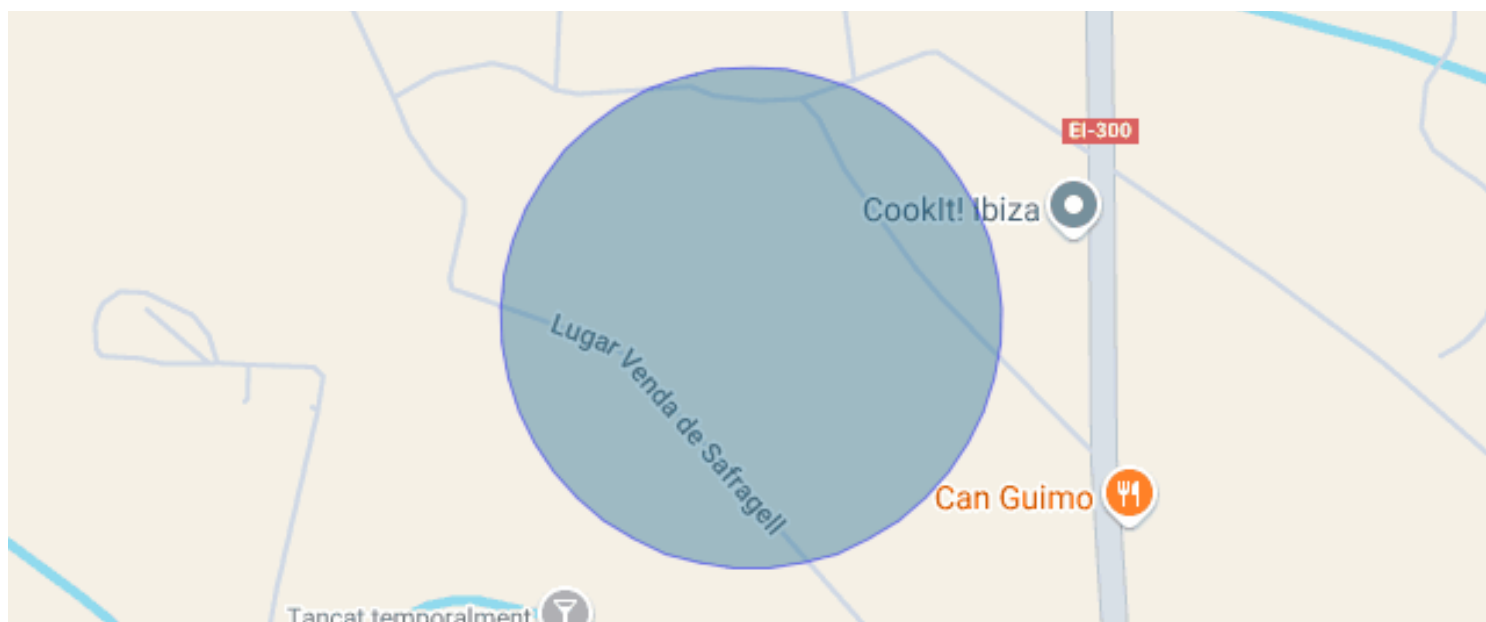 EI-300
CookIt! Ibiza
Lugar Venda de Safragell
Can Guimo
Tancat temporalment